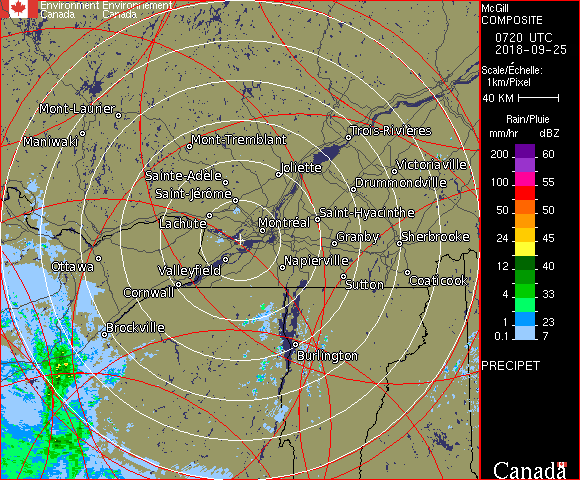 Environment Environnement
Canada Canada
McGill
COMPOSITE
0720 UTC
2018-09-25
Scale/Échelle:
1km/Pixel
40 KM
Rain/Pluie
mm/hr dBZ
200 60
100 55
50 50
24 45
12 40
4 33
1 23
0.1 7
PRECIPET
Canada
Mont-Laurier
Trois-Rivières
Maniwaki
Mont-Tremblant
Joliette
Victoriaville
Sainte-Adèle
Drummondville
Saint-Jérôme
Saint-Hyacinthe
Lachute
Montréal
Granby
Sherbrooke
Ottawa
Valleyfield
Napierville
Cornwall
Sutton
Coaticook
Brockville
Burlington